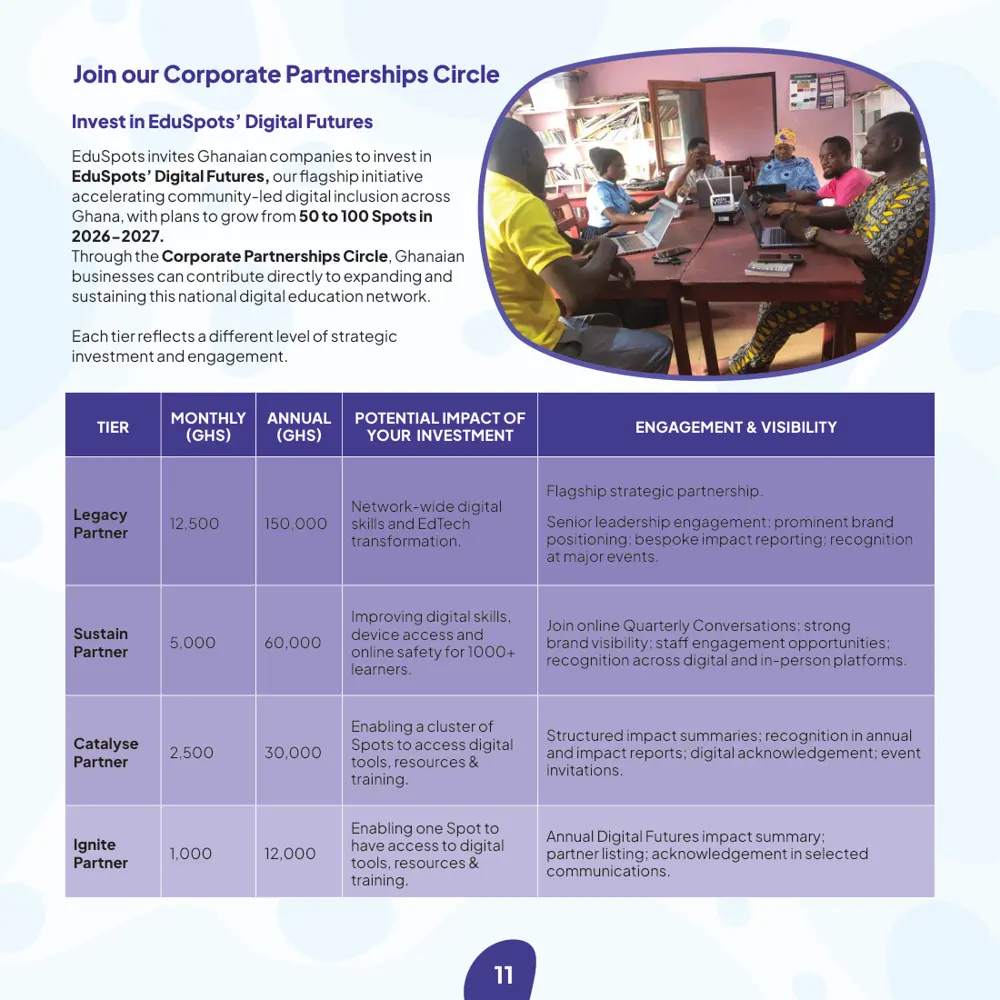 Join our Corporate Partnerships Circle
Invest in EduSpots' Digital Futures
EduSpots invites Ghanaian companies to invest in
EduSpots' Digital Futures, our flagship initiative
accelerating community-led digital inclusion across
Ghana, with plans to grow from 50 to 100 Spots in
2026-2027.
Through the Corporate Partnerships Circle, Ghanaian
businesses can contribute directly to expanding and
sustaining this national digital education network.
Each tier reflects a different level of strategic
investment and engagement.
TIER
MONTHLY
(GHS)
ANNUAL
(GHS)
POTENTIAL IMPACT OF
YOUR INVESTMENT
ENGAGEMENT & VISIBILITY
Legacy
Partner
12,500
150,000
Network-wide digital
skills and EdTech
transformation.
Flagship strategic partnership.
Senior leadership engagement; prominent brand
positioning; bespoke impact reporting; recognition
at major events.
Sustain
Partner
5,000
60,000
Improving digital skills,
device access and
online safety for 1000+
learners.
Join online Quarterly Conversations; strong
brand visibility; staff engagement opportunities;
recognition across digital and in-person platforms.
Catalyse
Partner
2,500
30,000
Enabling a cluster of
Spots to access digital
tools, resources &
training.
Structured impact summaries; recognition in annual
and impact reports; digital acknowledgement; event
invitations.
Ignite
Partner
1,000
12,000
Enabling one Spot to
have access to digital
tools, resources &
training.
Annual Digital Futures impact summary;
partner listing; acknowledgement in selected
communications.
11